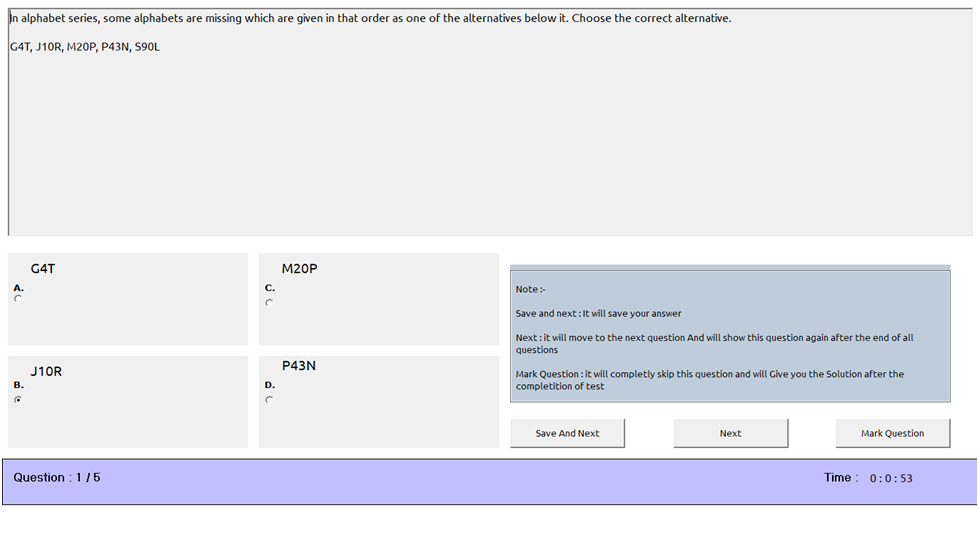 In alphabet series, some alphabets are missing which are given in that order as one of the alternatives below it. Choose the correct alternative.
G4T, J10R, M20P, P43N, S90L
G4T
A.
M20P
C.
J10R
B.
P43N
D.
Note :-
Save and next : It will save your answer
Next : it will move to the next question And will show this question again after the end of all
questions
Mark Question : it will completly skip this question and will Give you the Solution after the
completition of test
Save And Next
Next
Mark Question
Question : 1 / 5
Time : 0 : 0 : 53